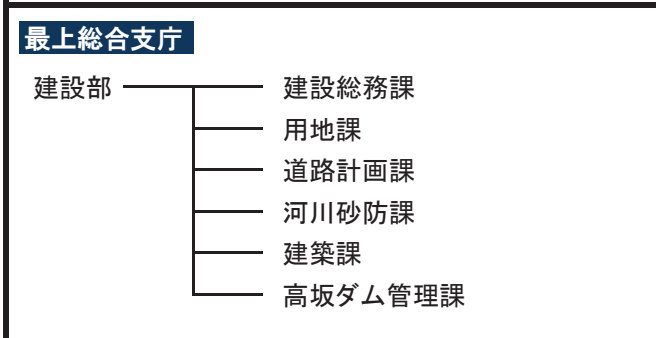 最上総合支庁
建設部 建設総務課
用地課
道路計画課
河川砂防課
建築課
高坂ダム管理課